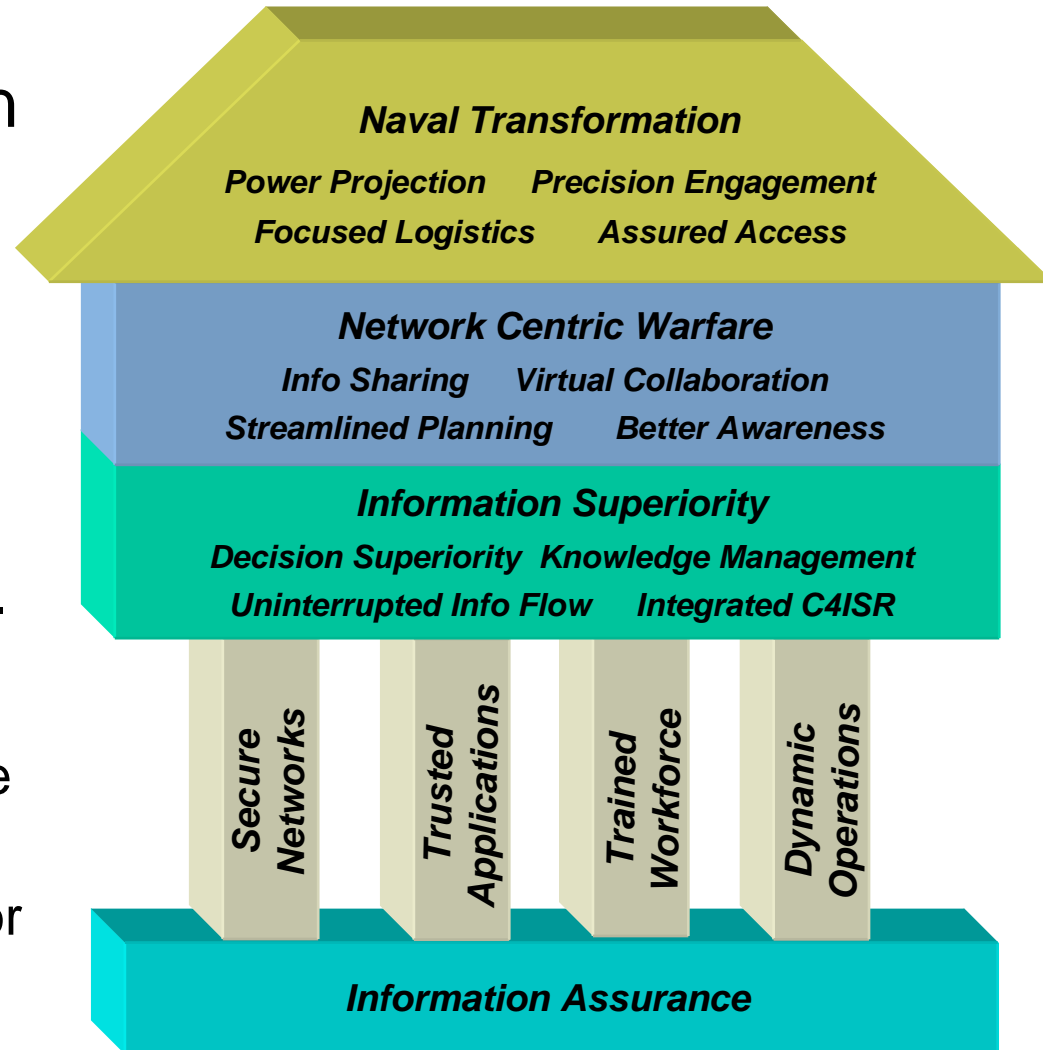 n
Naval Transformation
Power Projection Precision Engagement
Focused Logistics Assured Access
Network Centric Warfare
Info Sharing Virtual Collaboration
Streamlined Planning Better Awareness
Information Superiority
Decision Superiority Knowledge Management
.
Uninterrupted Info Flow Integrated C4ISR
Secure
Networks
Trusted
Applications
Trained
Workforce
Dynamic
Operations
e
or
Information Assurance